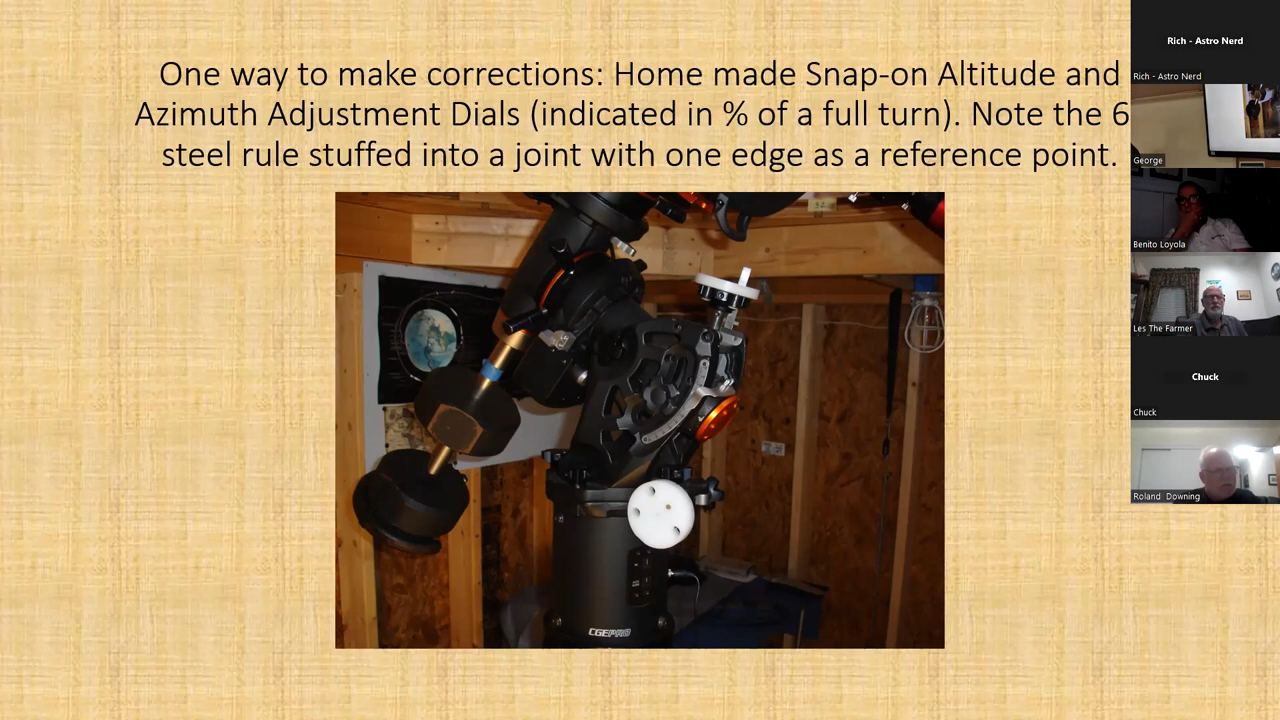 One way to make corrections: Home made Snap-on Altitude and
Azimuth Adjustment Dials (indicated in % of a full turn). Note the 6
steel rule stuffed into a joint with one edge as a reference point.
CGEPRO
Rich - Astro Nerd
Rich - Astro Nerd
George
Benito Loyola
Les The Farmer
Chuck
Chuck
Roland Downing